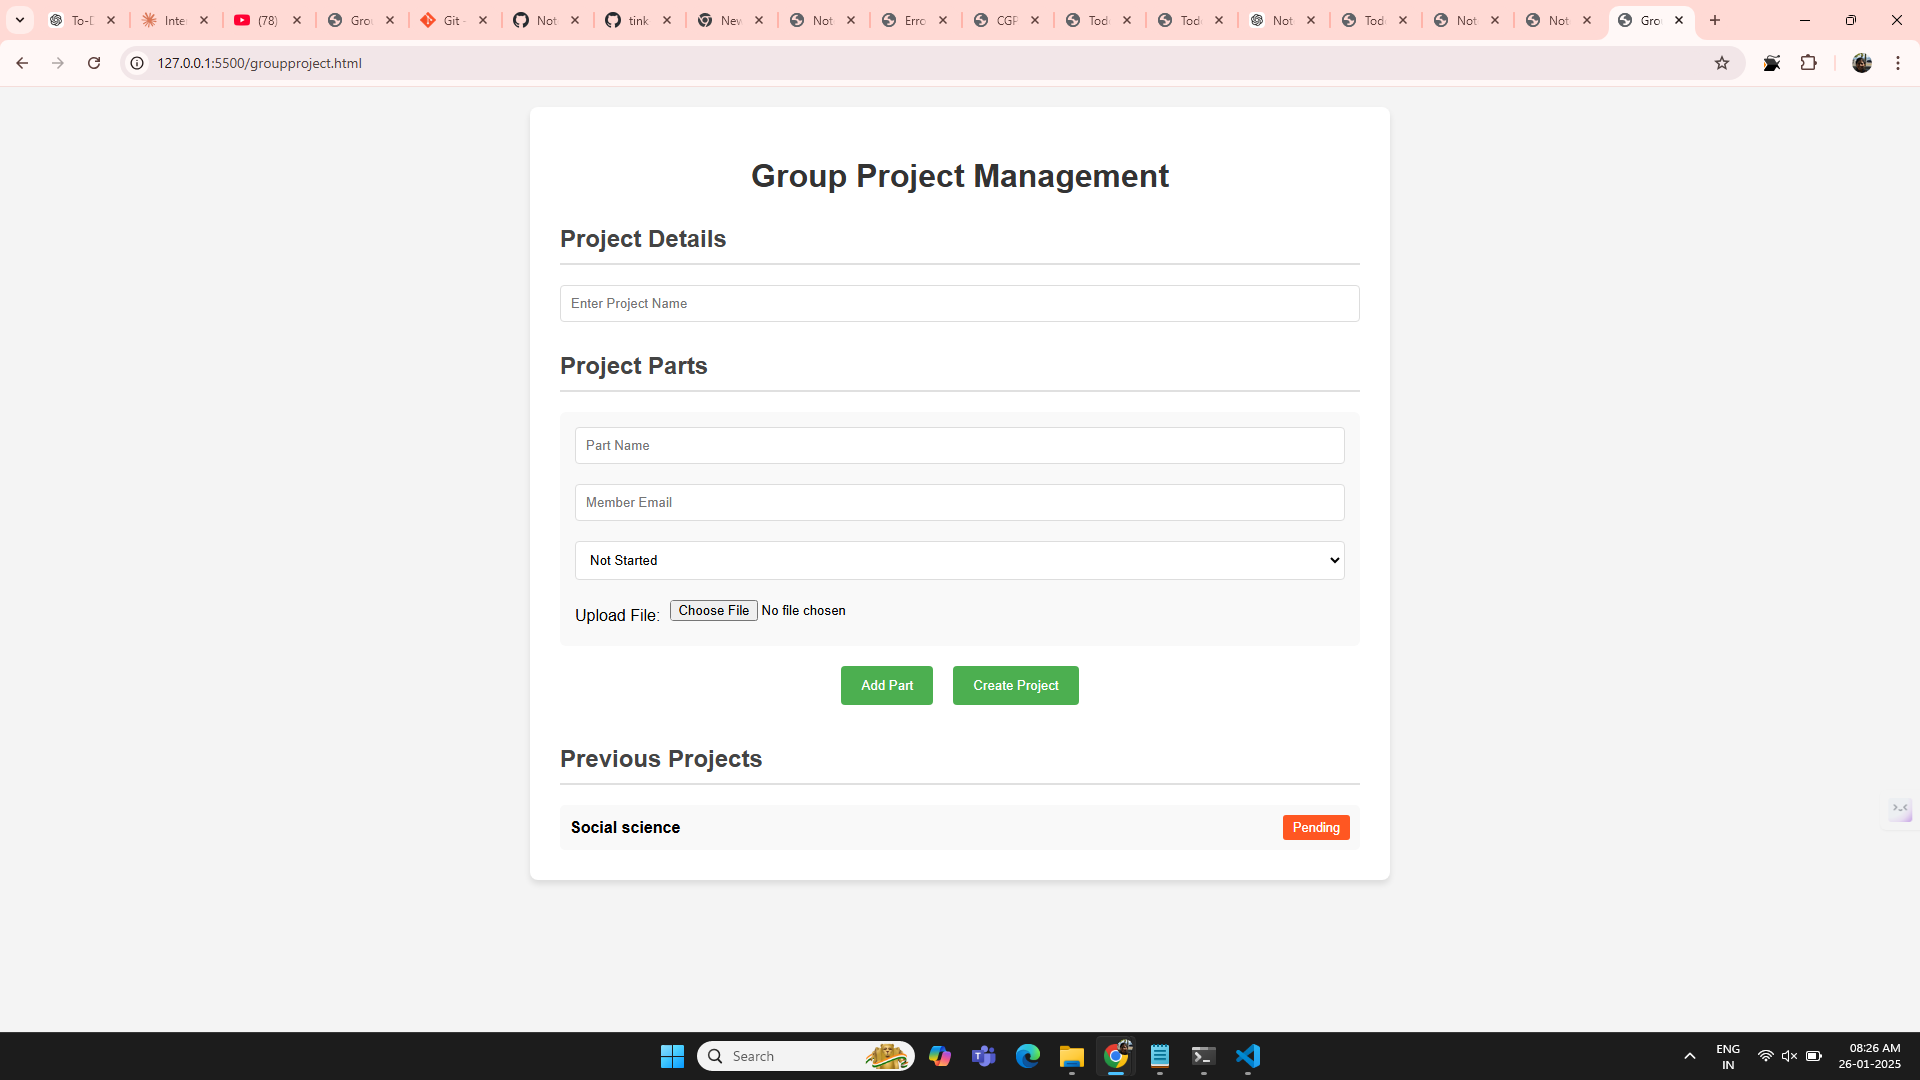 To-D
Inte
(78)
Grou
Git -
Not
tink
New
Not
Erro
CGP
Tod
Tod
Not
Tod
Not
Not
Gro
127.0.0.1:5500/groupproject.html
Group Project Management
Project Details
Enter Project Name
Project Parts
Part Name
Member Email
Not Started
Upload File: Choose File No file chosen
Add Part Create Project
Previous Projects
Social science Pending
Search
ENG
IN
08:26 AM
26-01-2025